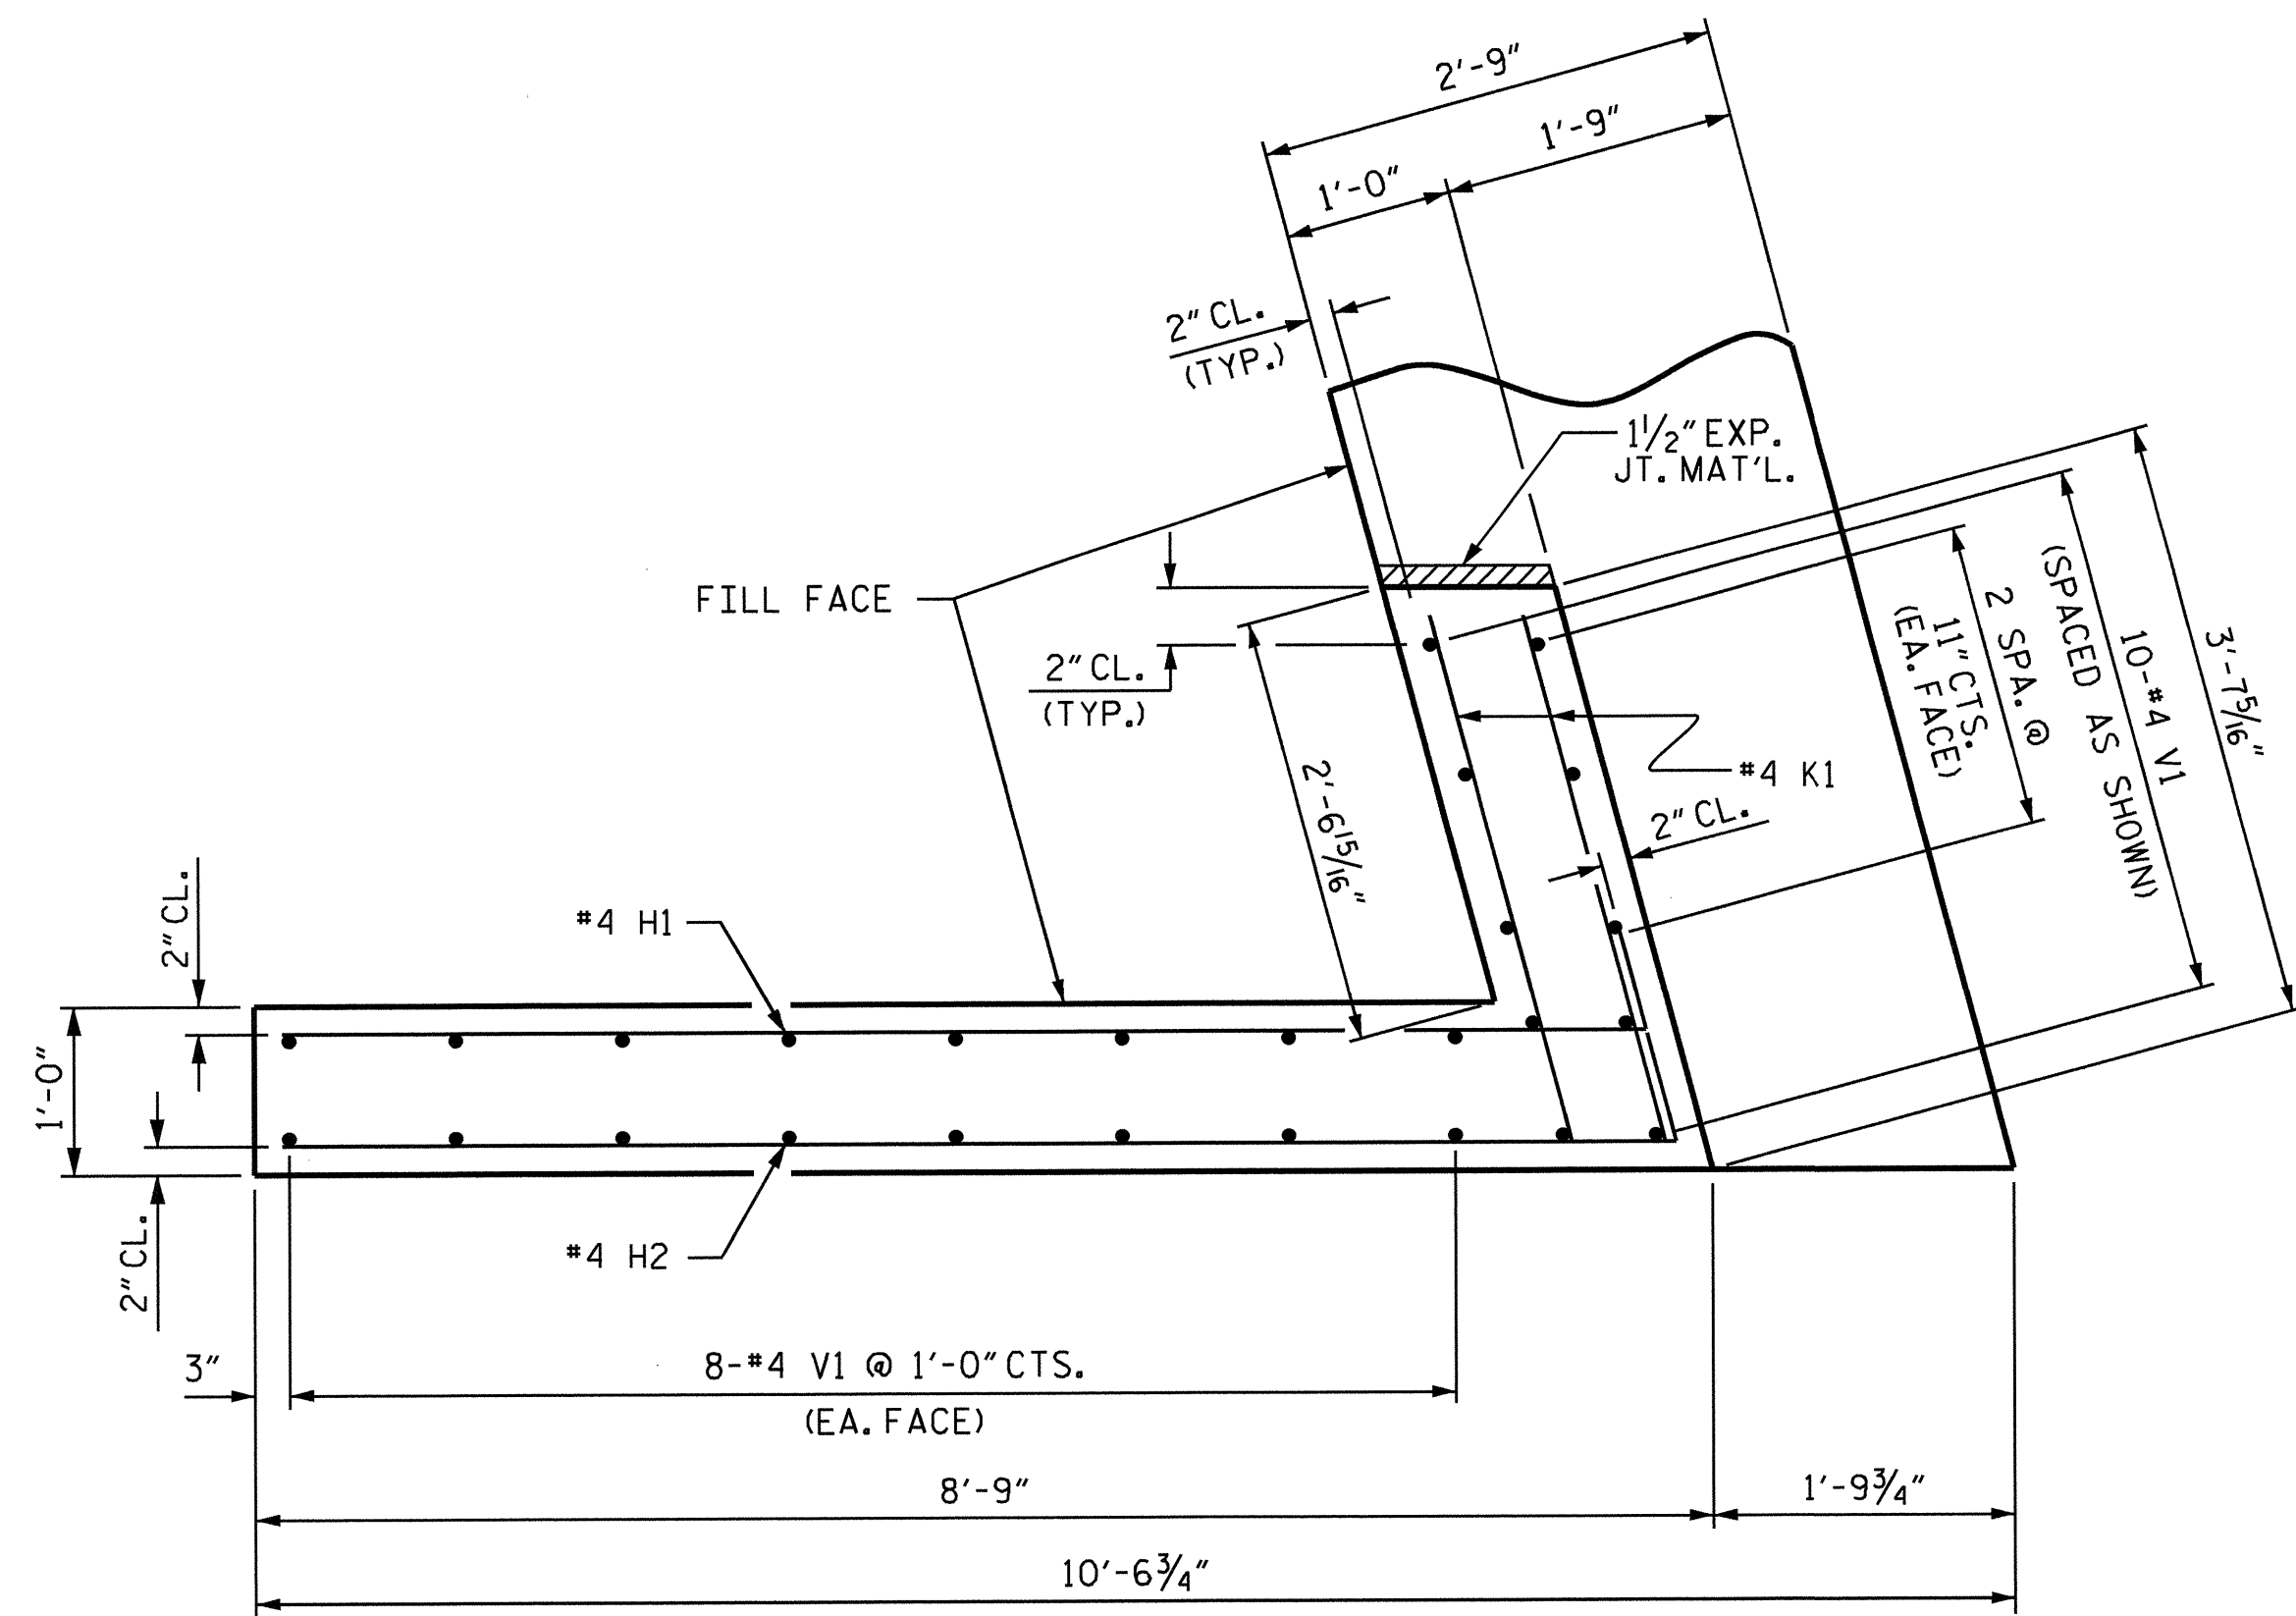 2'-9"
1'-9"
1'-0"
2" CL.
(TYP.)
1½" EXP.
JT. MAT'L.
FILL FACE
2" CL.
(TYP.)
2'-6 15/16"
#4 K1
2" CL.
2 SPA. @
11" CTS.
(EA. FACE)
10-#4 V1
(SPACED AS SHOWN)
3'-7 5/16"
2" CL.
#4 H1
1'-0"
2" CL.
#4 H2
3"
8-#4 V1 @ 1'-0" CTS.
(EA. FACE)
8'-9"
1'-9¾"
10'-6¾"